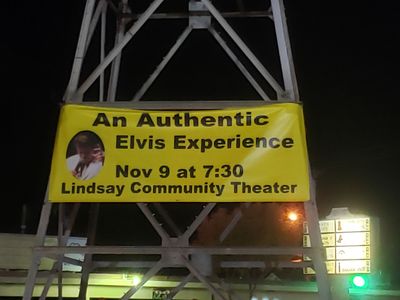 An Authentic
Elvis Experience
Nov 9 at 7:30
Lindsay Community Theater